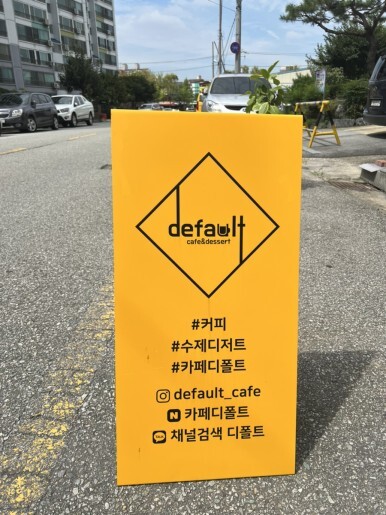 default
cafe&dessert
#커피
#수제디저트
#카페디폴트
default_cafe
N 카페디폴트
채널검색 디폴트